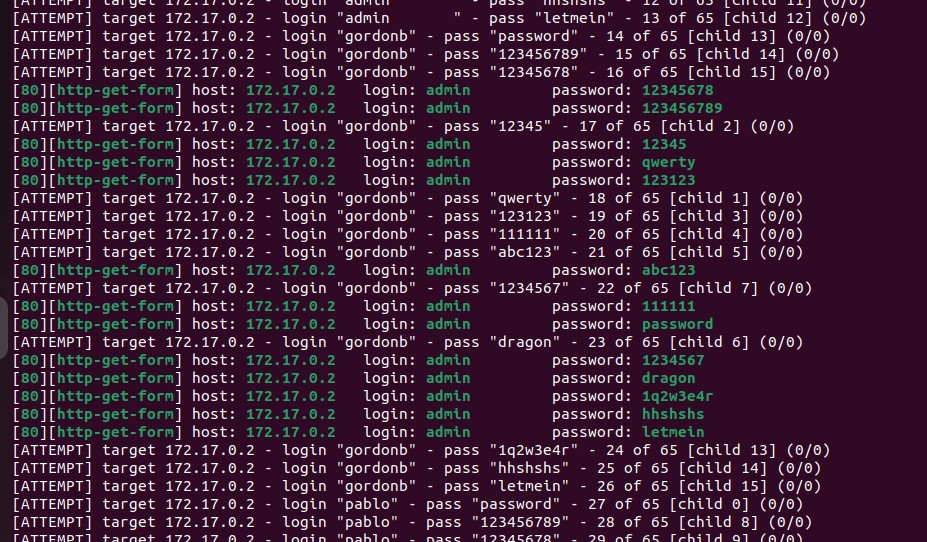 [ATTEMPT] target 172.17.0.2 - login "admin       " - pass "hhshshs" - 12 of 65 [child 11] (0/0)
[ATTEMPT] target 172.17.0.2 - login "admin       " - pass "letmein" - 13 of 65 [child 12] (0/0)
[ATTEMPT] target 172.17.0.2 - login "gordonb" - pass "password" - 14 of 65 [child 13] (0/0)
[ATTEMPT] target 172.17.0.2 - login "gordonb" - pass "123456789" - 15 of 65 [child 14] (0/0)
[ATTEMPT] target 172.17.0.2 - login "gordonb" - pass "12345678" - 16 of 65 [child 15] (0/0)
[80][http-get-form] host: 172.17.0.2   login: admin         password: 12345678
[80][http-get-form] host: 172.17.0.2   login: admin         password: 123456789
[ATTEMPT] target 172.17.0.2 - login "gordonb" - pass "12345" - 17 of 65 [child 2] (0/0)
[80][http-get-form] host: 172.17.0.2   login: admin         password: 12345
[80][http-get-form] host: 172.17.0.2   login: admin         password: qwerty
[80][http-get-form] host: 172.17.0.2   login: admin         password: 123123
[ATTEMPT] target 172.17.0.2 - login "gordonb" - pass "qwerty" - 18 of 65 [child 1] (0/0)
[ATTEMPT] target 172.17.0.2 - login "gordonb" - pass "123123" - 19 of 65 [child 3] (0/0)
[ATTEMPT] target 172.17.0.2 - login "gordonb" - pass "111111" - 20 of 65 [child 4] (0/0)
[ATTEMPT] target 172.17.0.2 - login "gordonb" - pass "abc123" - 21 of 65 [child 5] (0/0)
[80][http-get-form] host: 172.17.0.2   login: admin         password: abc123
[ATTEMPT] target 172.17.0.2 - login "gordonb" - pass "1234567" - 22 of 65 [child 7] (0/0)
[80][http-get-form] host: 172.17.0.2   login: admin         password: 111111
[80][http-get-form] host: 172.17.0.2   login: admin         password: password
[ATTEMPT] target 172.17.0.2 - login "gordonb" - pass "dragon" - 23 of 65 [child 6] (0/0)
[80][http-get-form] host: 172.17.0.2   login: admin         password: 1234567
[80][http-get-form] host: 172.17.0.2   login: admin         password: dragon
[80][http-get-form] host: 172.17.0.2   login: admin         password: 1q2w3e4r
[80][http-get-form] host: 172.17.0.2   login: admin         password: hhshshs
[80][http-get-form] host: 172.17.0.2   login: admin         password: letmein
[ATTEMPT] target 172.17.0.2 - login "gordonb" - pass "1q2w3e4r" - 24 of 65 [child 13] (0/0)
[ATTEMPT] target 172.17.0.2 - login "gordonb" - pass "hhshshs" - 25 of 65 [child 14] (0/0)
[ATTEMPT] target 172.17.0.2 - login "gordonb" - pass "letmein" - 26 of 65 [child 15] (0/0)
[ATTEMPT] target 172.17.0.2 - login "pablo" - pass "password" - 27 of 65 [child 0] (0/0)
[ATTEMPT] target 172.17.0.2 - login "pablo" - pass "123456789" - 28 of 65 [child 8] (0/0)
[ATTEMPT] target 172.17.0.2 - login "pablo" - pass "12345678" - 29 of 65 [child 9] (0/0)